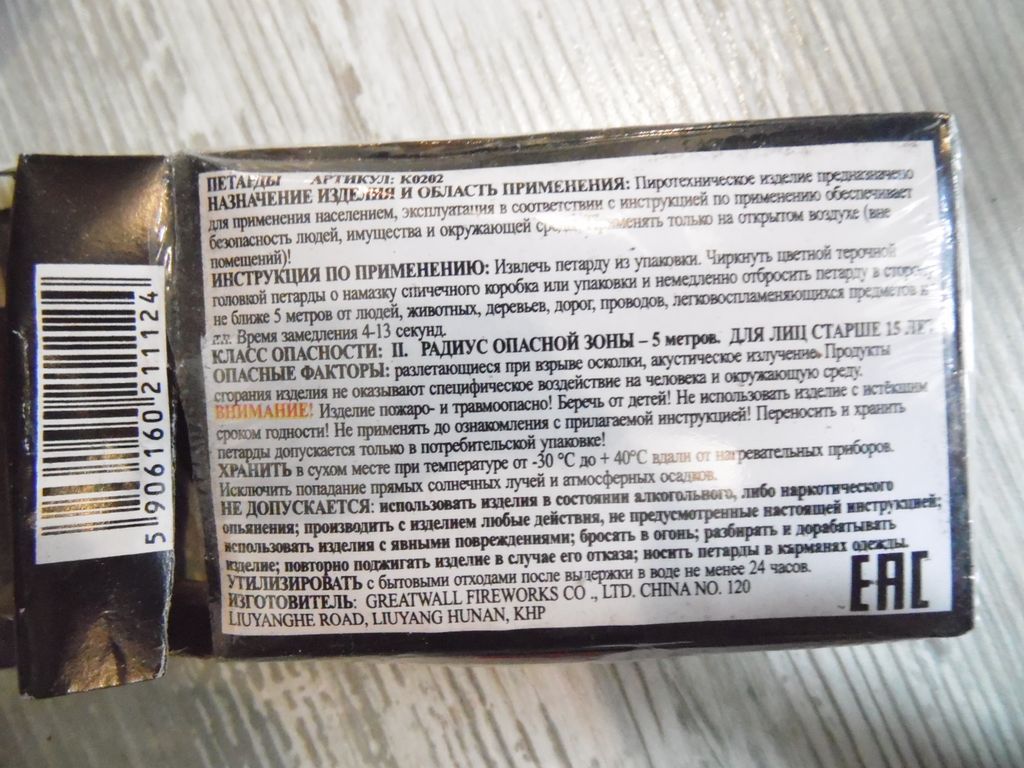 5 906160 211124
ПЕТАРДЫ АРТИКУЛ: К0202
НАЗНАЧЕНИЕ ИЗДЕЛИЯ И ОБЛАСТЬ ПРИМЕНЕНИЯ: Пиротехническое изделие предназначено
для применения населением, эксплуатация в соответствии с инструкцией по применению обеспечивает
безопасность людей, имущества и окружающей применять только на открытом воздухе (вне
помещений)!
ИНСТРУКЦИЯ ПО ПРИМЕНЕНИЮ: Извлечь петарду из упаковки. Чиркнуть цветной терочной
головкой петарды о намазку спичечного коробка или упаковки и немедленно отбросить петарду в сторону
не ближе 5 метров от людей, животных, деревьев, дорог, проводов, легковоспламеняющихся предметов и
т.д. Время замедления 4-13 секунд.
КЛАСС ОПАСНОСТИ: II. РАДИУС ОПАСНОЙ ЗОНЫ – 5 метров. ДЛЯ ЛИЦ СТАРШЕ 15 ЛЕТ
ОПАСНЫЕ ФАКТОРЫ: разлетающиеся при взрыве осколки, акустическое излучение. Продукты
сгорания изделия не оказывают специфическое воздействие на человека и окружающую среду.
ВНИМАНИЕ! Изделие пожаро- и травмоопасно! Беречь от детей! Не использовать изделие с истёкшим
сроком годности! Не применять до ознакомления с прилагаемой инструкцией! Переносить и хранить
петарды допускается только в потребительской упаковке!
ХРАНИТЬ в сухом месте при температуре от -30 °С до + 40°С вдали от нагревательных приборов.
Исключить попадание прямых солнечных лучей и атмосферных осадков.
НЕ ДОПУСКАЕТСЯ: использовать изделия в состоянии алкогольного, либо наркотического
опьянения; производить с изделием любые действия, не предусмотренные настоящей инструкцией;
использовать изделия с явными повреждениями; бросать в огонь; разбирать и дорабатывать
изделие; повторно поджигать изделие в случае его отказа; носить петарды в карманах одежды.
УТИЛИЗИРОВАТЬ с бытовыми отходами после выдержки в воде не менее 24 часов.
ИЗГОТОВИТЕЛЬ: GREATWALL FIREWORKS CO ., LTD. CHINA NO. 120
LIUYANGHE ROAD, LIUYANG HUNAN, КНР
EAC